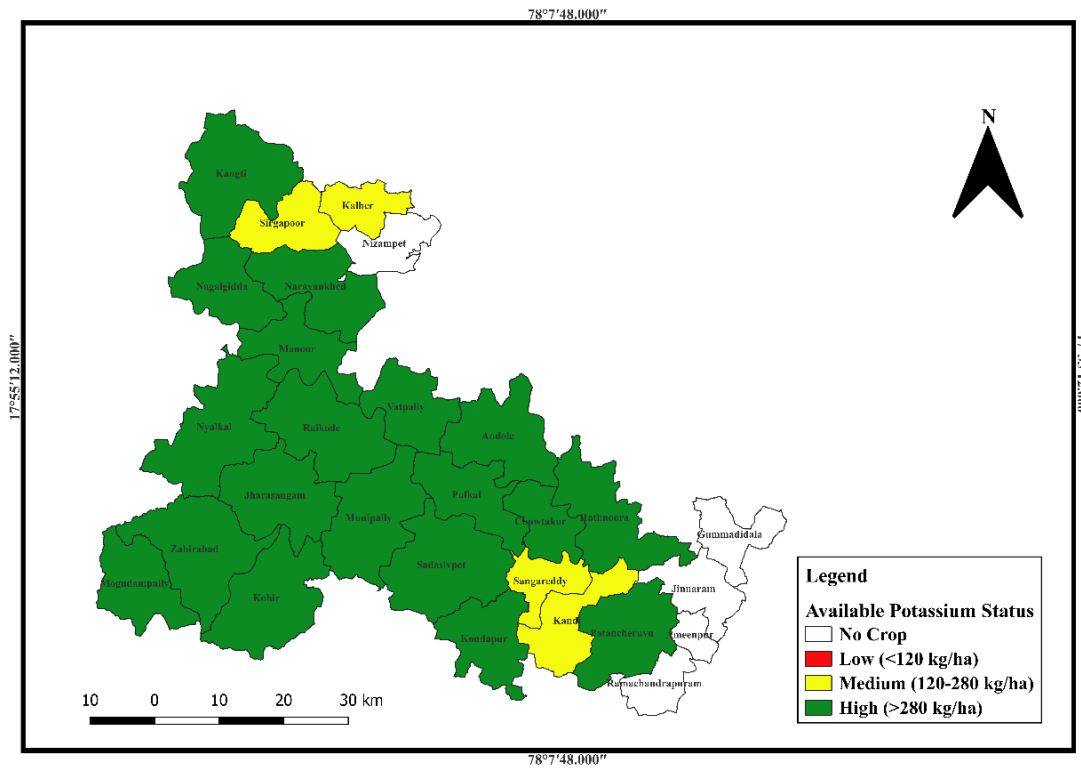 78°7'48.000"
N
Kangti
Kalher
Sirgapoor
Nizampet
Nagalgidda
Narayankhed
Manour
17°55'12.000"
Vatpally
Nyalkal
Raikode
Andole
Jharasangam
Pulkal
Munipally
Chowtakur
Hathnoora
Gummadidala
Zahirabad
Sadasivpet
Mogudampally
Sangareddy
Jinnaram
Kohir
Kandi
Patancheruvu
Kondapur
meenpur
Ramachandrapuram
Legend
Available Potassium Status
No Crop
Low (<120 kg/ha)
Medium (120-280 kg/ha)
High (>280 kg/ha)
10 0 10 20 30 km
78°7'48.000"